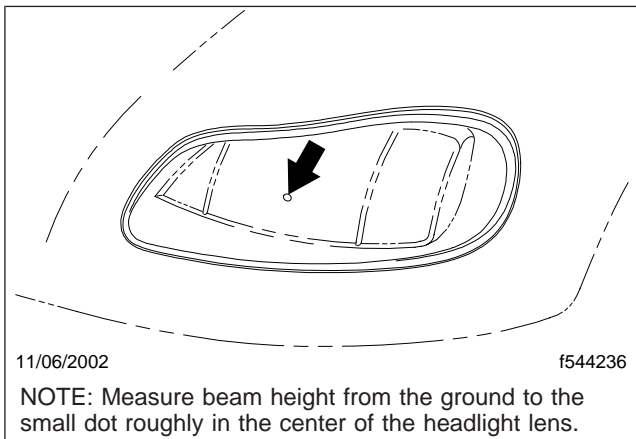 11/06/2002 f544236
NOTE: Measure beam height from the ground to the
small dot roughly in the center of the headlight lens.